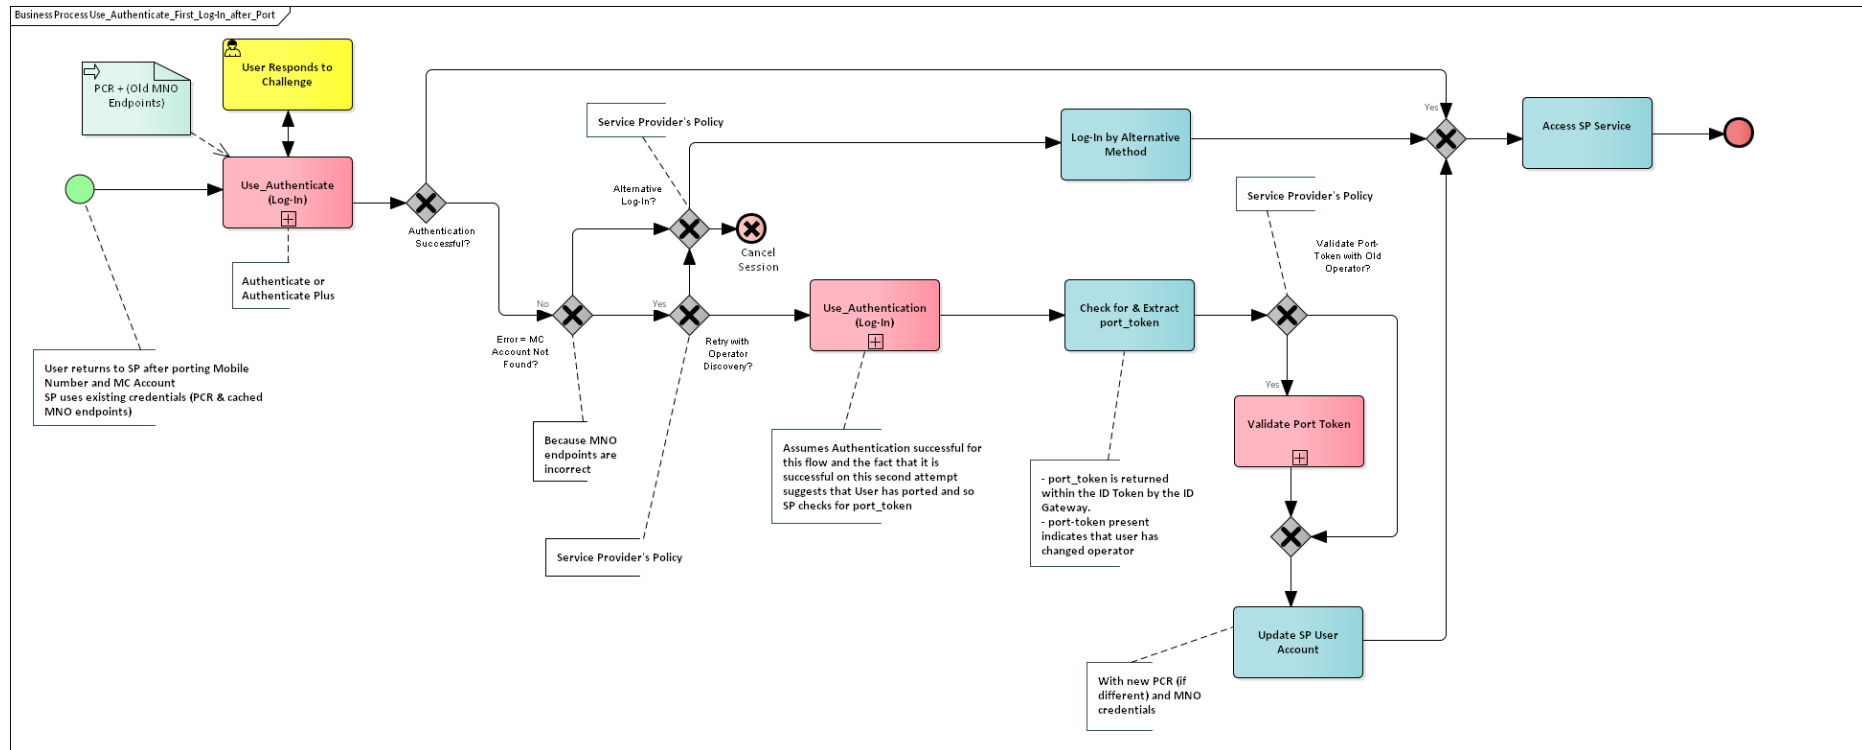 Business Process Use_Authenticate_First_Log-In_after_Port
PCR + (Old MNO
Endpoints)
User Responds to
Challenge
Use_Authenticate
(Log-In)
Authenticate or
Authenticate Plus
User returns to SP after porting Mobile
Number and MC Account
SP uses existing credentials (PCR & cached
MNO endpoints)
Authentication
Successful?
No
Error = MC
Account Not
Found?
Because MNO
endpoints are
incorrect
Service Provider's Policy
Alternative
Log-In?
Cancel
Session
Yes
Retry with
Operator
Discovery?
Service Provider's Policy
Log-In by Alternative
Method
Use_Authentication
(Log-In)
Assumes Authentication successful for
this flow and the fact that it is
successful on this second attempt
suggests that User has ported and so
SP checks for port_token
Check for & Extract
port_token
- port_token is returned
within the ID Token by the ID
Gateway.
- port-token present
indicates that user has
changed operator
Service Provider's Policy
Validate Port-
Token with Old
Operator?
Yes
Validate Port Token
Update SP User
Account
With new PCR (if
different) and MNO
credentials
Yes
Access SP Service